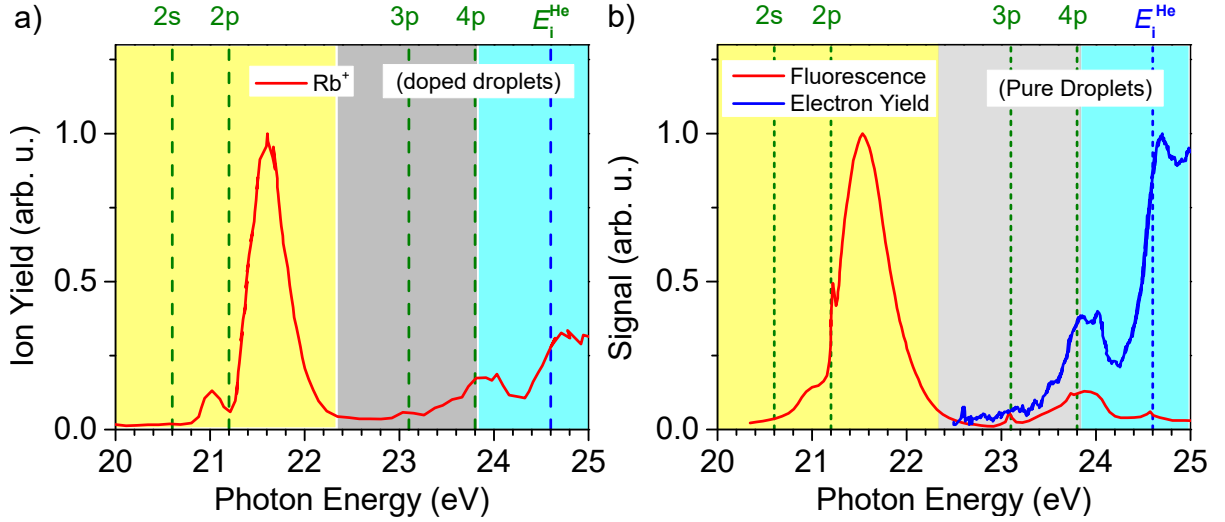 a)
2s 2p 3p 4p E_i^He
Rb+ (doped droplets)
1.0
0.5
0.0
Ion Yield (arb. u.)
20 21 22 23 24 25
Photon Energy (eV)
b)
2s 2p 3p 4p E_i^He
Fluorescence
Electron Yield
(Pure Droplets)
1.0
0.5
0.0
Signal (arb. u.)
20 21 22 23 24 25
Photon Energy (eV)